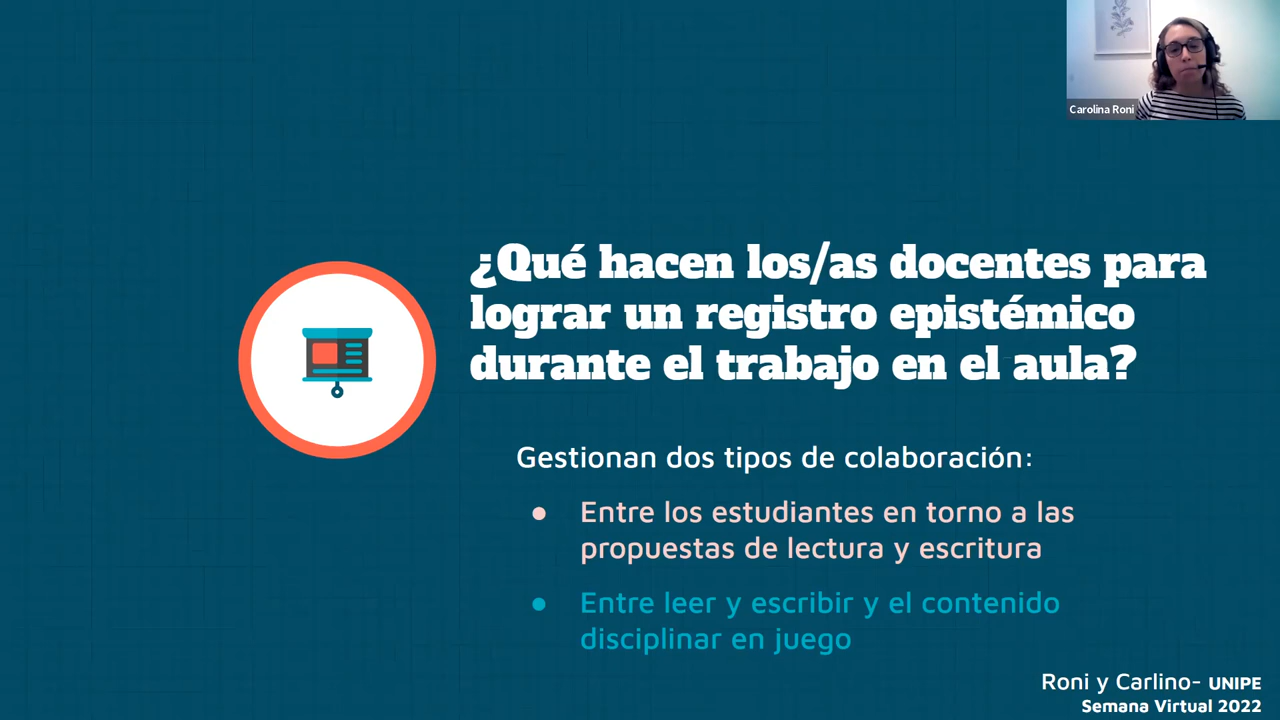 Carolina Roni
¿Qué hacen los/as docentes para
lograr un registro epistémico
durante el trabajo en el aula?
Gestionan dos tipos de colaboración:
● Entre los estudiantes en torno a las
propuestas de lectura y escritura
● Entre leer y escribir y el contenido
disciplinar en juego
Roni y Carlino- UNIPE
Semana Virtual 2022